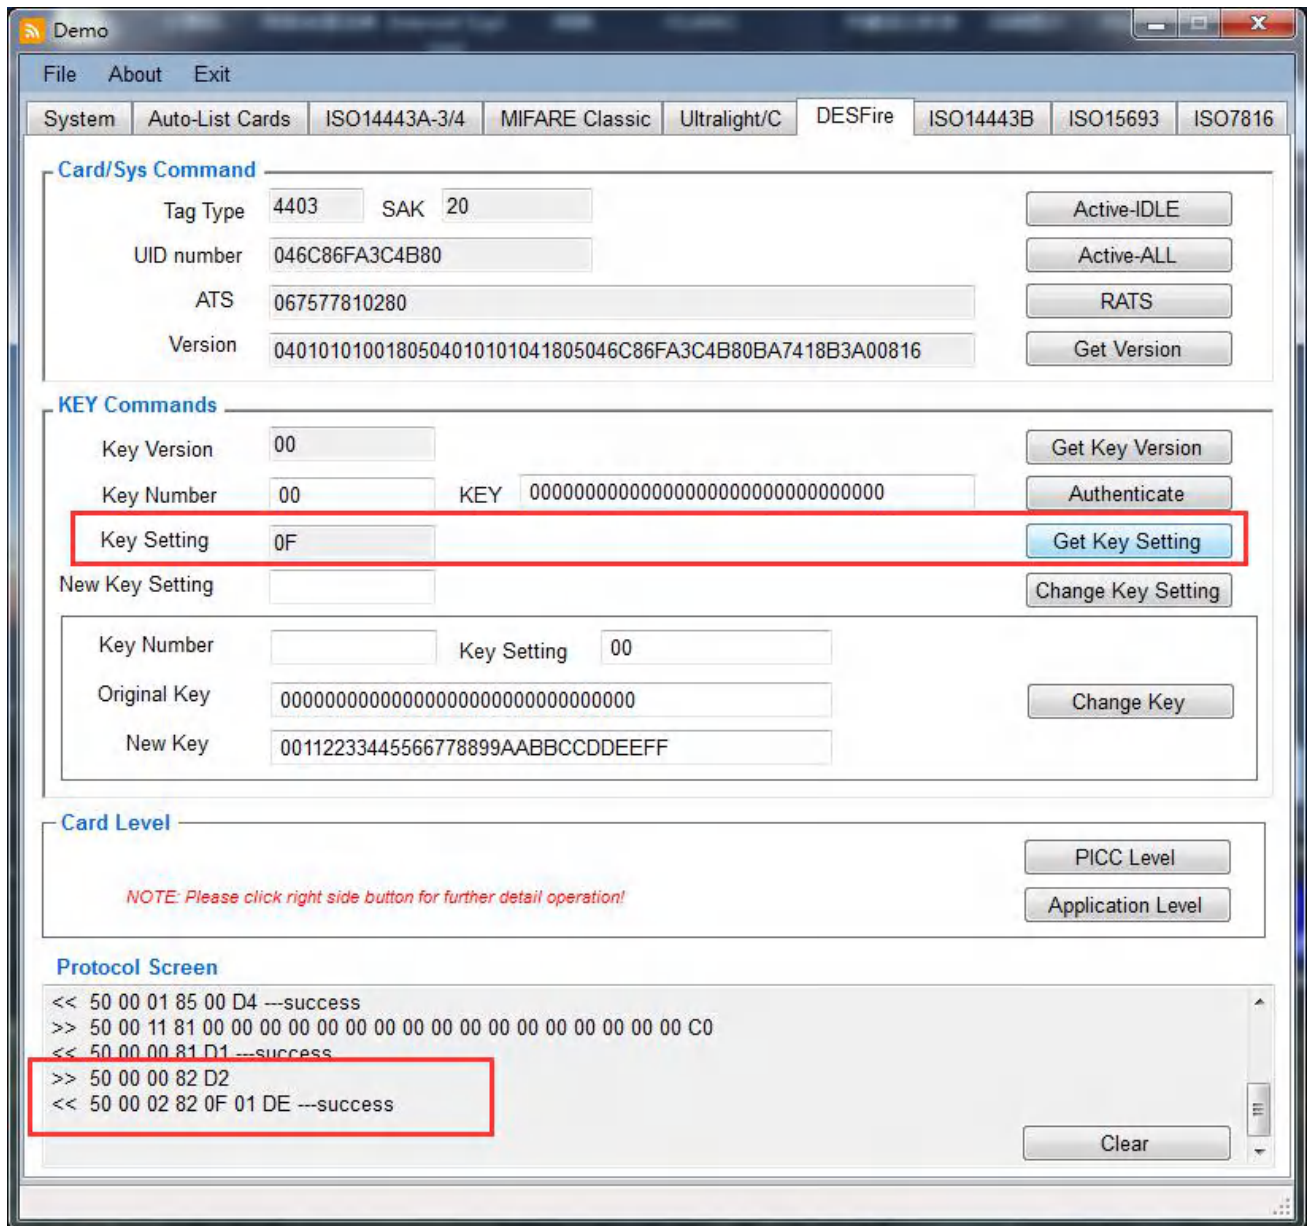 Demo
File About Exit
System Auto-List Cards ISO14443A-3/4 MIFARE Classic Ultralight/C DESFire ISO14443B ISO15693 ISO7816
Card/Sys Command
Tag Type 4403 SAK 20 Active-IDLE
UID number 046C86FA3C4B80 Active-ALL
ATS 067577810280 RATS
Version 0401010100180504010101041805046C86FA3C4B80BA7418B3A00816 Get Version
KEY Commands
Key Version 00 Get Key Version
Key Number 00 KEY 00000000000000000000000000000000 Authenticate
Key Setting 0F Get Key Setting
New Key Setting Change Key Setting
Key Number Key Setting 00
Original Key 00000000000000000000000000000000 Change Key
New Key 00112233445566778899AABBCCDDEEFF
Card Level
PICC Level
NOTE: Please click right side button for further detail operation!
Application Level
Protocol Screen
<< 50 00 01 85 00 D4 ---success
>> 50 00 11 81 00 00 00 00 00 00 00 00 00 00 00 00 00 00 00 00 00 C0
<< 50 00 00 81 D1 ---success
>> 50 00 00 82 D2
<< 50 00 02 82 0F 01 DE ---success
Clear